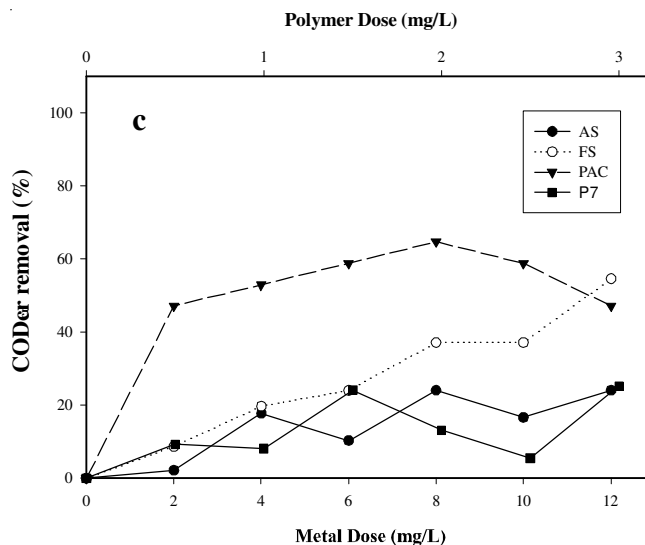 Polymer Dose (mg/L)
0 1 2 3
c
100
80
60
40
20
0
CODcr removal (%)
AS
FS
PAC
P7
0 2 4 6 8 10 12
Metal Dose (mg/L)